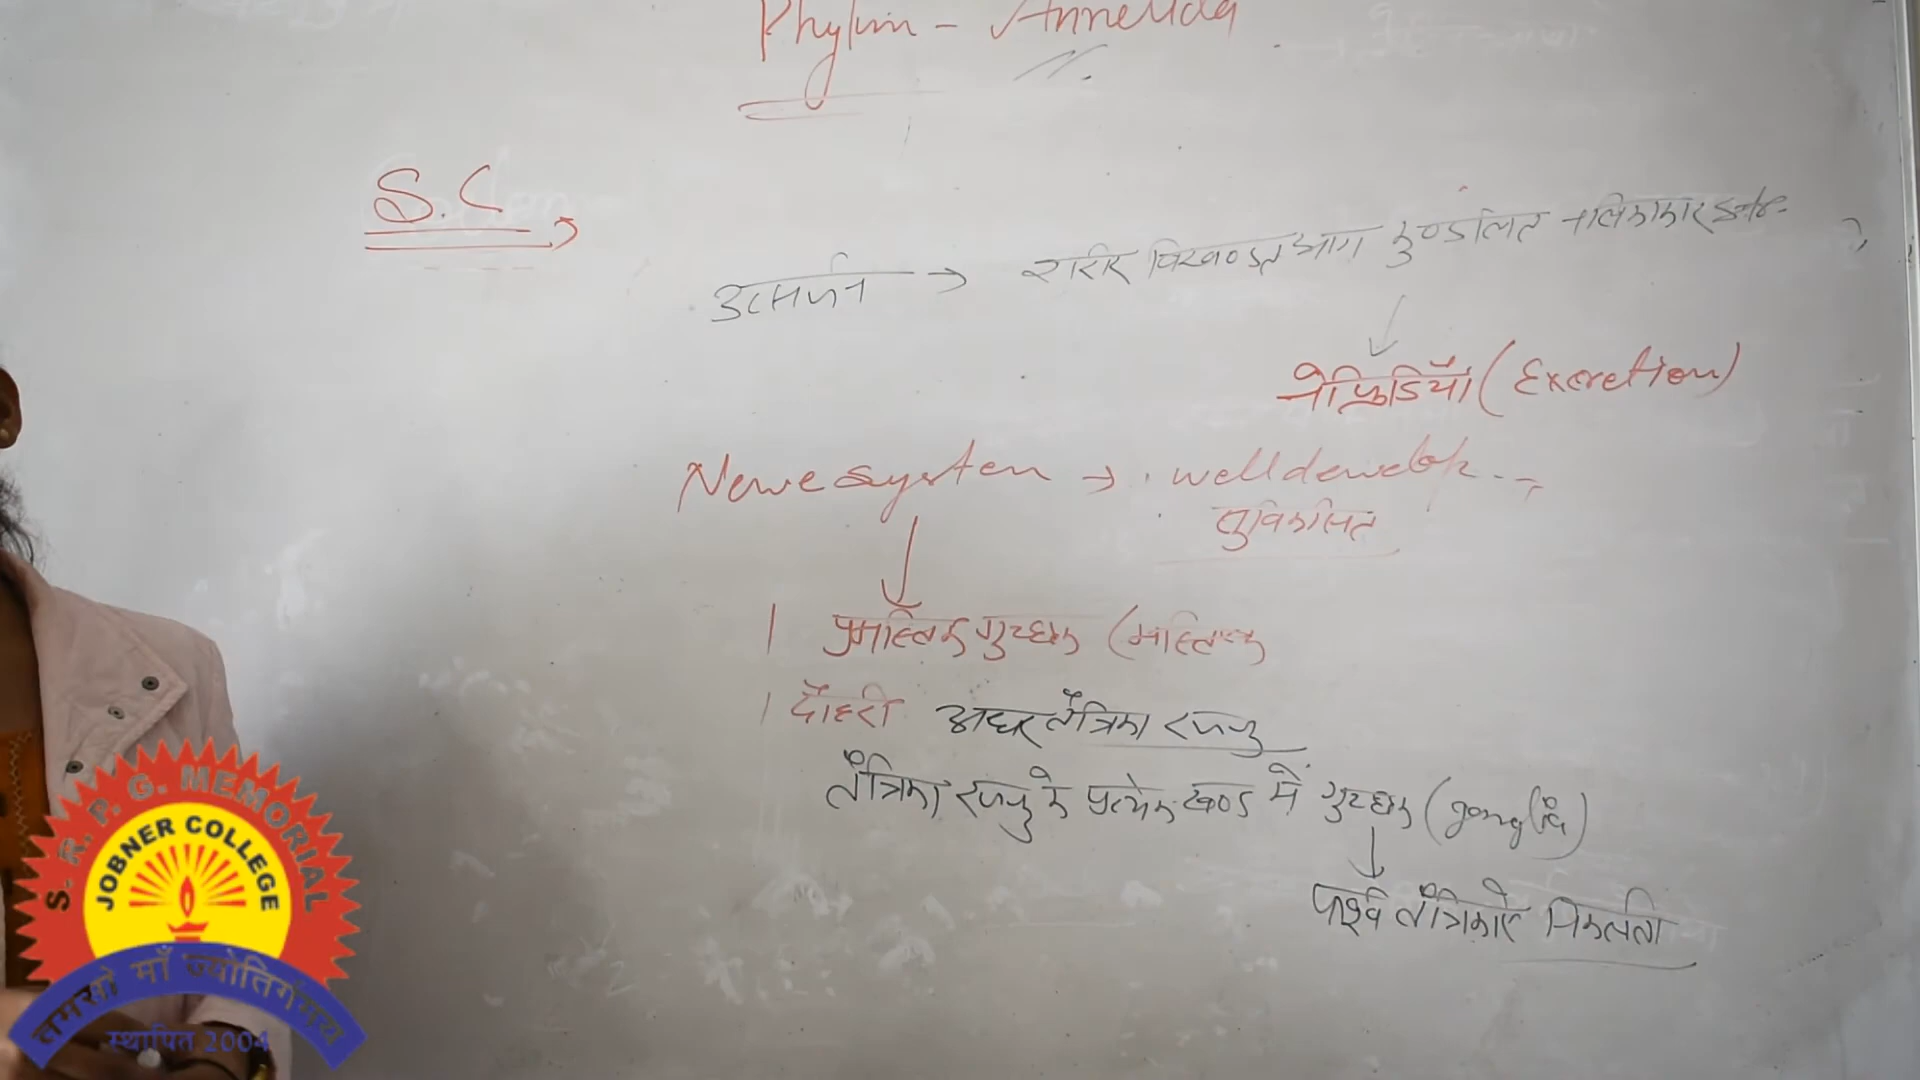 Phylum - Annelida
S.C →
उत्सर्जन → शरीर विखण्डन भाग कुण्डलित नलिकाकार
↓
नेफ्रिडियाँ (Excretion)
Nerve system → well develop. →
सुविकसित
↓
| प्रमस्तिक गुच्छक (मस्तिष्क
| दोहरी अधर तंत्रिका रज्जु
तंत्रिका रज्जु के प्रत्येक खण्ड में गुच्छक (ganglia)
↓
पार्श्व तंत्रिकाएं निकलती
S. R. P. G. MEMORIAL
JOBNER COLLEGE
तमसो माँ ज्योतिर्गमय
स्थापित 2004